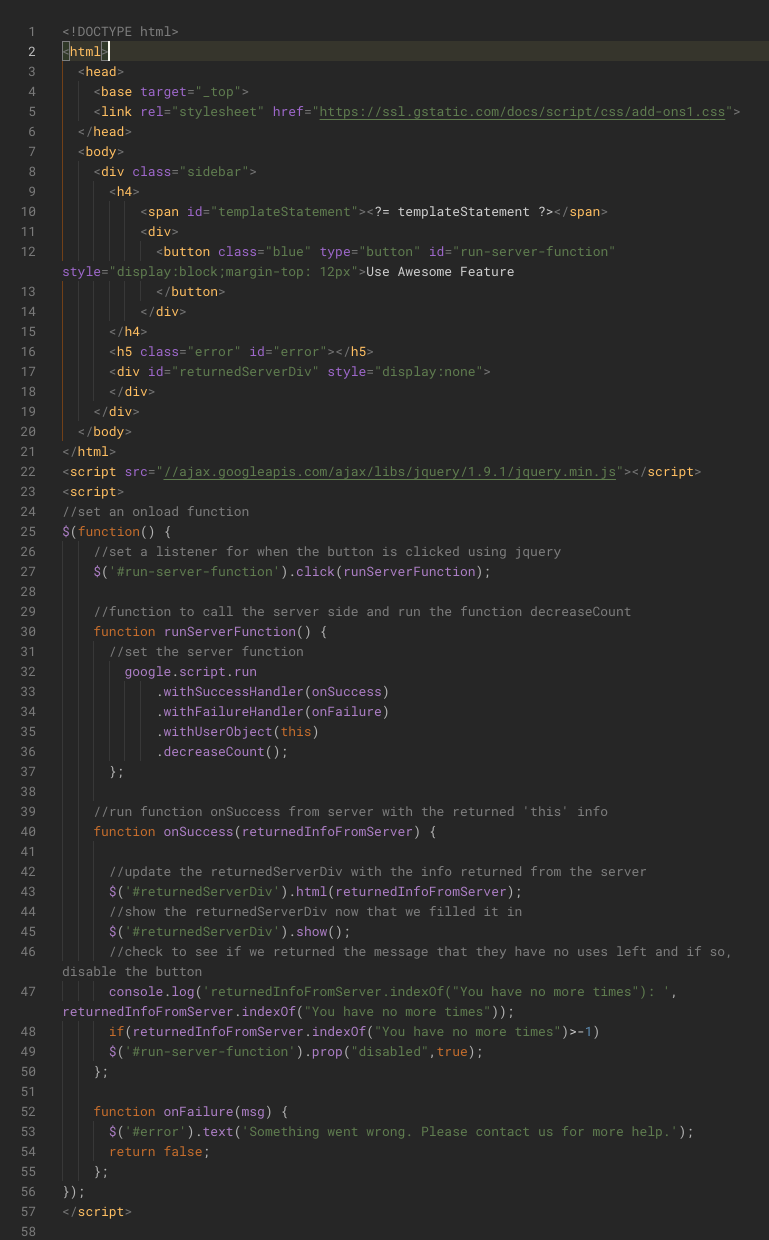 1 <!DOCTYPE html>
2 <html>
3 <head>
4 <base target="_top">
5 <link rel="stylesheet" href="https://ssl.gstatic.com/docs/script/css/add-ons1.css">
6 </head>
7 <body>
8 <div class="sidebar">
9 <h4>
10 <span id="templateStatement"><?= templateStatement ?></span>
11 <div>
12 <button class="blue" type="button" id="run-server-function"
style="display:block;margin-top: 12px">Use Awesome Feature
13 </button>
14 </div>
15 </h4>
16 <h5 class="error" id="error"></h5>
17 <div id="returnedServerDiv" style="display:none">
18 </div>
19 </div>
20 </body>
21 </html>
22 <script src="//ajax.googleapis.com/ajax/libs/jquery/1.9.1/jquery.min.js"></script>
23 <script>
24 //set an onload function
25 $(function() {
26 //set a listener for when the button is clicked using jquery
27 $('#run-server-function').click(runServerFunction);
28
29 //function to call the server side and run the function decreaseCount
30 function runServerFunction() {
31 //set the server function
32 google.script.run
33 .withSuccessHandler(onSuccess)
34 .withFailureHandler(onFailure)
35 .withUserObject(this)
36 .decreaseCount();
37 };
38
39 //run function onSuccess from server with the returned 'this' info
40 function onSuccess(returnedInfoFromServer) {
41
42 //update the returnedServerDiv with the info returned from the server
43 $('#returnedServerDiv').html(returnedInfoFromServer);
44 //show the returnedServerDiv now that we filled it in
45 $('#returnedServerDiv').show();
46 //check to see if we returned the message that they have no uses left and if so,
disable the button
47 console.log('returnedInfoFromServer.indexOf("You have no more times"): ',
returnedInfoFromServer.indexOf("You have no more times"));
48 if(returnedInfoFromServer.indexOf("You have no more times")>-1)
49 $('#run-server-function').prop("disabled",true);
50 };
51
52 function onFailure(msg) {
53 $('#error').text('Something went wrong. Please contact us for more help.');
54 return false;
55 };
56 });
57 </script>
58